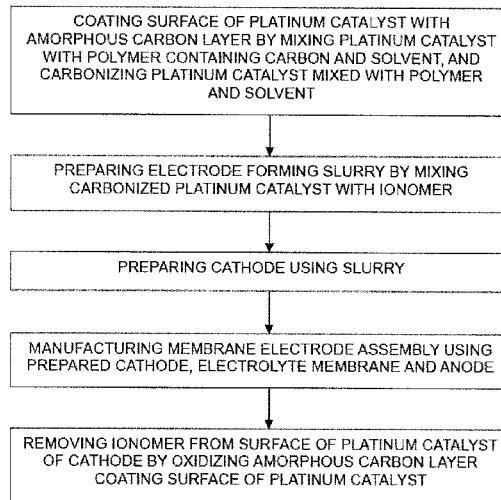 COATING SURFACE OF PLATINUM CATALYST WITH
AMORPHOUS CARBON LAYER BY MIXING PLATINUM CATALYST
WITH POLYMER CONTAINING CARBON AND SOLVENT, AND
CARBONIZING PLATINUM CATALYST MIXED WITH POLYMER
AND SOLVENT
PREPARING ELECTRODE FORMING SLURRY BY MIXING
CARBONIZED PLATINUM CATALYST WITH IONOMER
PREPARING CATHODE USING SLURRY
MANUFACTURING MEMBRANE ELECTRODE ASSEMBLY USING
PREPARED CATHODE, ELECTROLYTE MEMBRANE AND ANODE
REMOVING IONOMER FROM SURFACE OF PLATINUM CATALYST
OF CATHODE BY OXIDIZING AMORPHOUS CARBON LAYER
COATING SURFACE OF PLATINUM CATALYST